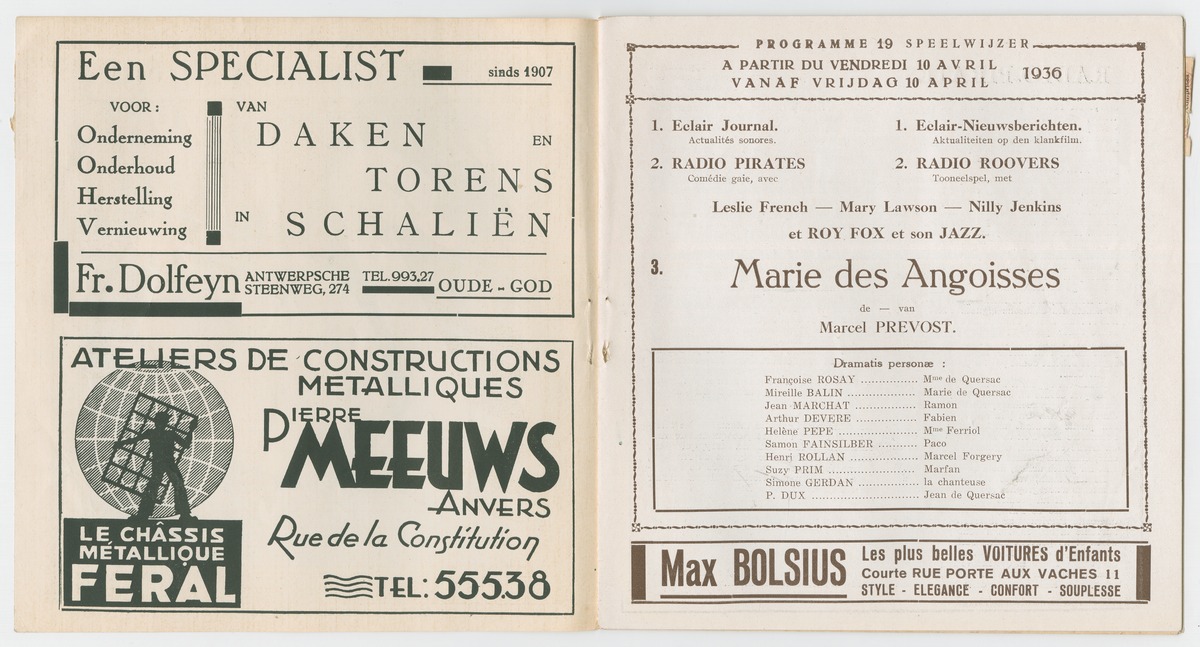 Een SPECIALIST sinds 1907
VOOR: VAN
Onderneming DAKEN EN
Onderhoud TORENS
Herstelling IN SCHALIËN
Vernieuwing
Fr. Dolfeyn ANTWERPSCHE STEENWEG, 274 TEL. 993.27 OUDE - GOD
ATELIERS DE CONSTRUCTIONS
METALLIQUES
PIERRE MEEUWS
ANVERS
Rue de la Constitution
TEL: 555.38
LE CHÂSSIS
MÉTALLIQUE
FERAL
PROGRAMME 19 SPEELWIJZER
A PARTIR DU VENDREDI 10 AVRIL 1936
VANAF VRIJDAG 10 APRIL
1. Eclair Journal.
Actualités sonores.
2. RADIO PIRATES
Comédie gaie, avec
1. Eclair-Nieuwsberichten.
Aktualiteiten op den klankfilm.
2. RADIO ROOVERS
Tooneelspel, met
Leslie French — Mary Lawson — Nilly Jenkins
et ROY FOX et son JAZZ.
3. Marie des Angoisses
de — van
Marcel PREVOST.
Dramatis personæ :
Françoise ROSAY ................ Mme de Quersac
Mireille BALIN ................... Marie de Quersac
Jean MARCHAT ................. Ramon
Arthur DEVERE ................. Fabien
Helène PEPE ...................... Mme Ferriol
Samon FAINSILBER .......... Paco
Henri ROLLAN ................... Marcel Forgery
Suzy PRIM ......................... Marfan
Simone GERDAN ............... la chanteuse
P. DUX .............................. Jean de Quersac
Max BOLSIUS
Les plus belles VOITURES d'Enfants
Courte RUE PORTE AUX VACHES 11
STYLE - ELEGANCE - CONFORT - SOUPLESSE